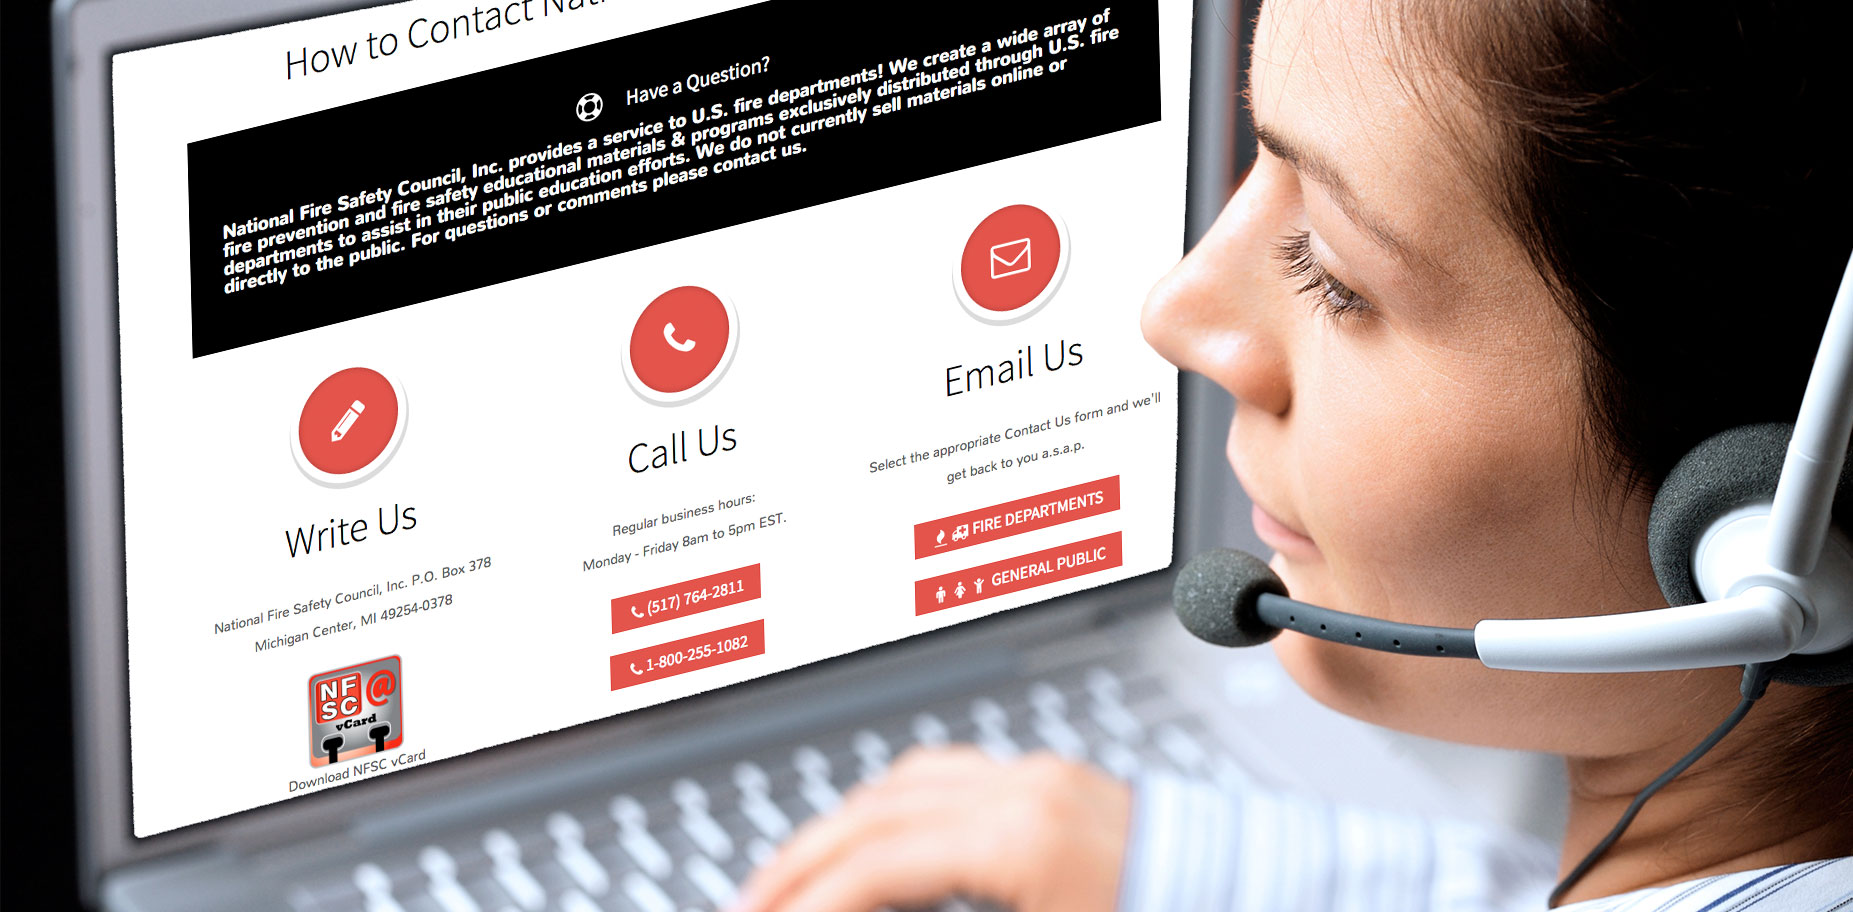 How to Contact
Have a Question?
National Fire Safety Council, Inc. provides a service to U.S. fire departments! We create a wide array of
fire prevention and fire safety educational materials & programs exclusively distributed through U.S. fire
departments to assist in their public education efforts. We do not currently sell materials online or
directly to the public. For questions or comments please contact us.
Write Us
National Fire Safety Council, Inc. P.O. Box 378
Michigan Center, MI 49254-0378
NF
SC @
vCard
Download NFSC vCard
Call Us
Regular business hours:
Monday - Friday 8am to 5pm EST.
(517) 764-2811
1-800-255-1082
Email Us
Select the appropriate Contact Us form and we'll
get back to you a.s.a.p.
FIRE DEPARTMENTS
GENERAL PUBLIC